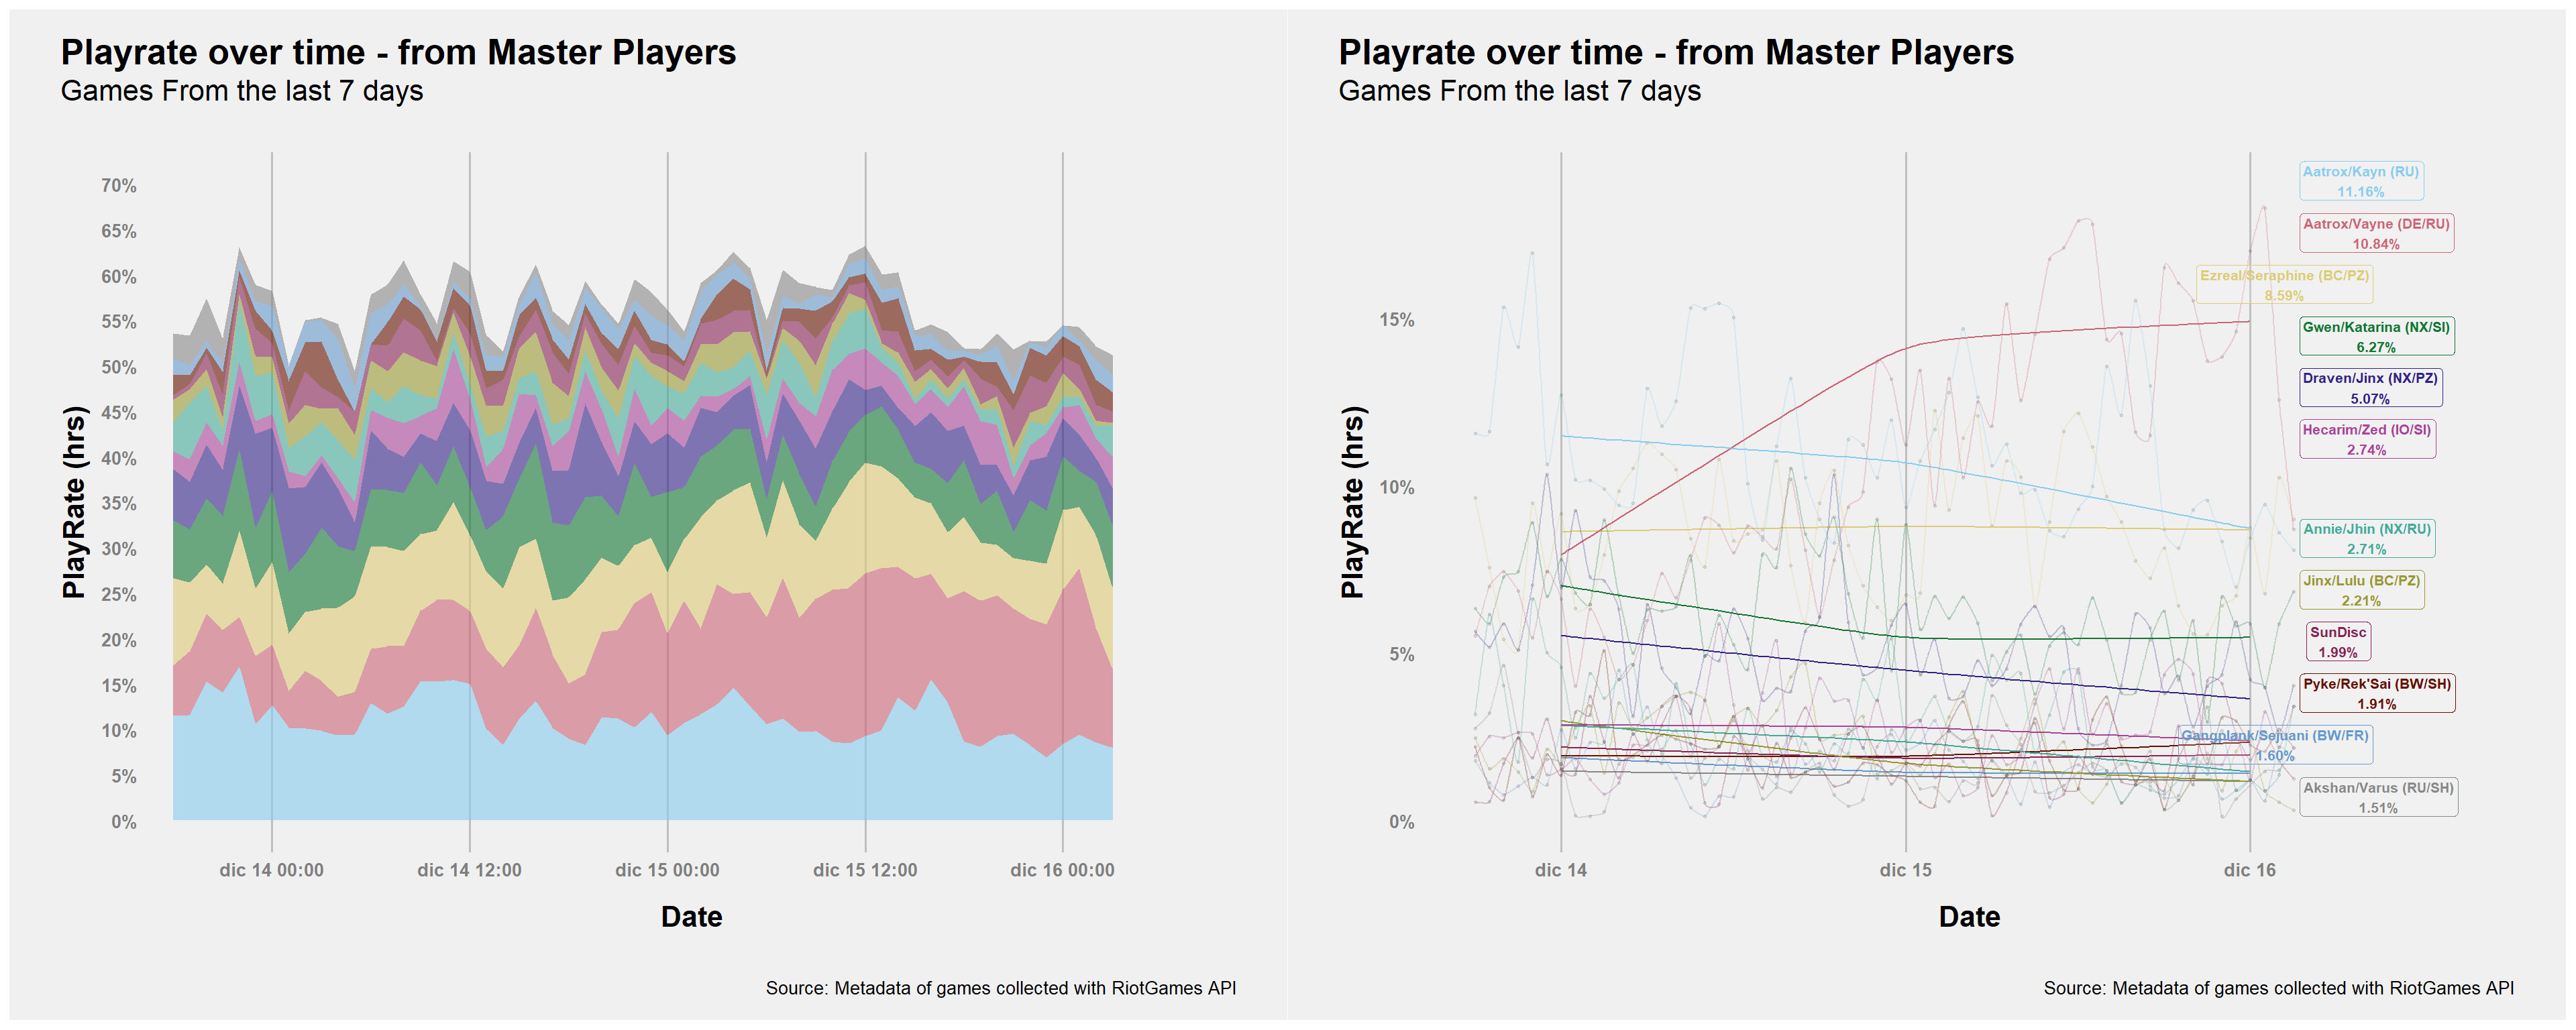 Playrate over time - from Master Players
Games From the last 7 days
PlayRate (hrs)
70%
65%
60%
55%
50%
45%
40%
35%
30%
25%
20%
15%
10%
5%
0%
dic 14 00:00
dic 14 12:00
dic 15 00:00
dic 15 12:00
dic 16 00:00
Date
Source: Metadata of games collected with RiotGames API
Playrate over time - from Master Players
Games From the last 7 days
PlayRate (hrs)
15%
10%
5%
0%
Aatrox/Kayn (RU)
11.16%
Aatrox/Vayne (DE/RU)
10.84%
Ezreal/Seraphine (BC/PZ)
8.59%
Gwen/Katarina (NX/SI)
6.27%
Draven/Jinx (NX/PZ)
5.07%
Hecarim/Zed (IO/SI)
2.74%
Annie/Jhin (NX/RU)
2.71%
Jinx/Lulu (BC/PZ)
2.21%
SunDisc
1.99%
Pyke/Rek'Sai (BW/SH)
1.91%
Gangplank/Sejuani (BW/FR)
1.60%
Akshan/Varus (RU/SH)
1.51%
dic 14
dic 15
dic 16
Date
Source: Metadata of games collected with RiotGames API